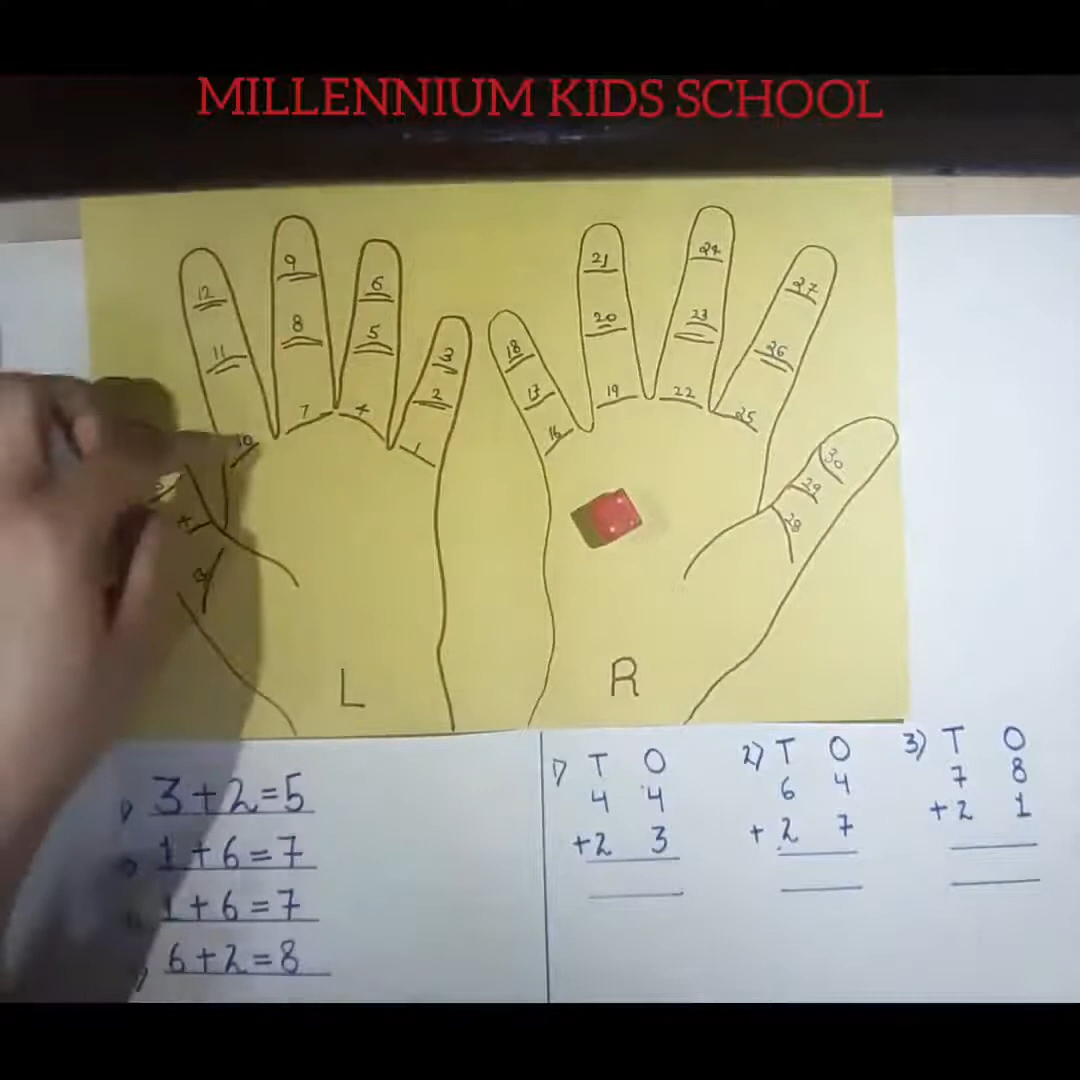 MILLENNIUM KIDS SCHOOL
12 9 6 3
11 8 5 2
10 7 4 1
21 24 27
18 20 23 26
17 19 22 25
16
30
29
28
L R
3+2=5
1+6=7
1+6=7
6+2=8
1) T O
4 4
+2 3
2) T O
6 4
+2 7
3) T O
7 8
+2 1